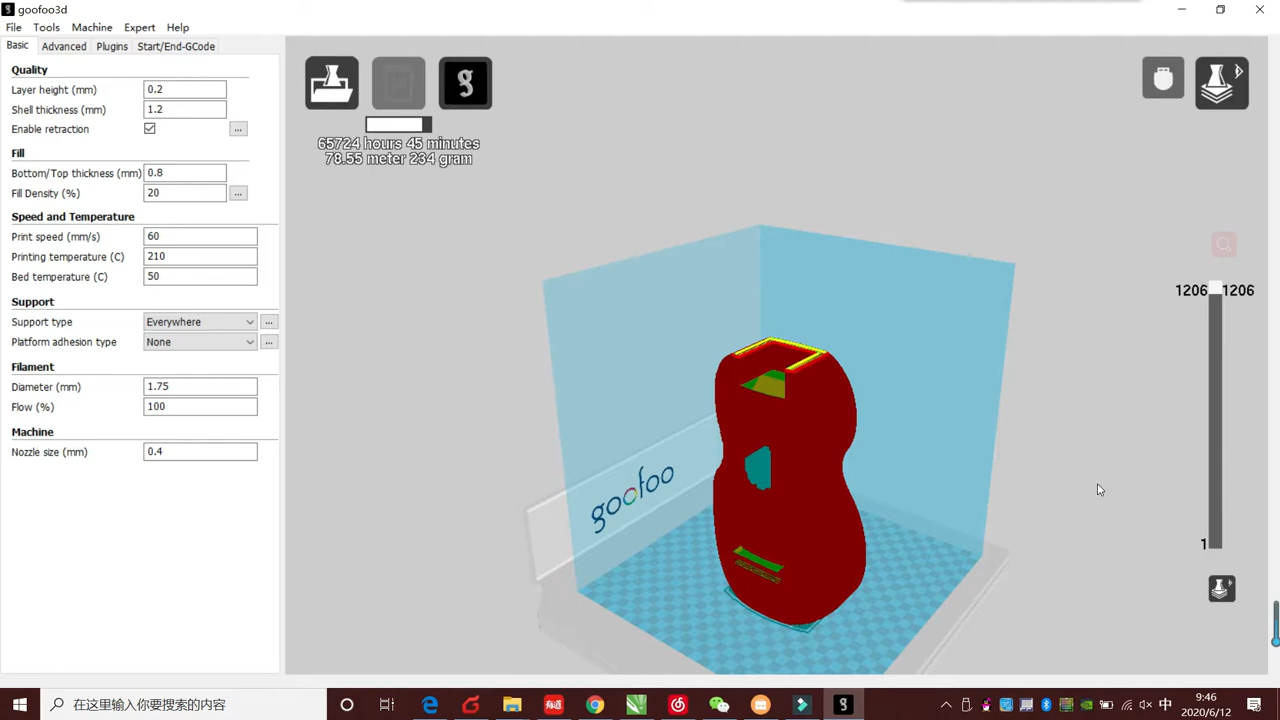 goofoo3d
File Tools Machine Expert Help
Basic Advanced Plugins Start/End-GCode
Quality
Layer height (mm) 0.2
Shell thickness (mm) 1.2
Enable retraction ...
Fill
Bottom/Top thickness (mm) 0.8
Fill Density (%) 20 ...
Speed and Temperature
Print speed (mm/s) 60
Printing temperature (C) 210
Bed temperature (C) 50
Support
Support type Everywhere ...
Platform adhesion type None ...
Filament
Diameter (mm) 1.75
Flow (%) 100
Machine
Nozzle size (mm) 0.4
65724 hours 45 minutes
78.55 meter 234 gram
1206 1206
1
goofoo
在这里输入你要搜索的内容
有道
中
9:46
2020/6/12